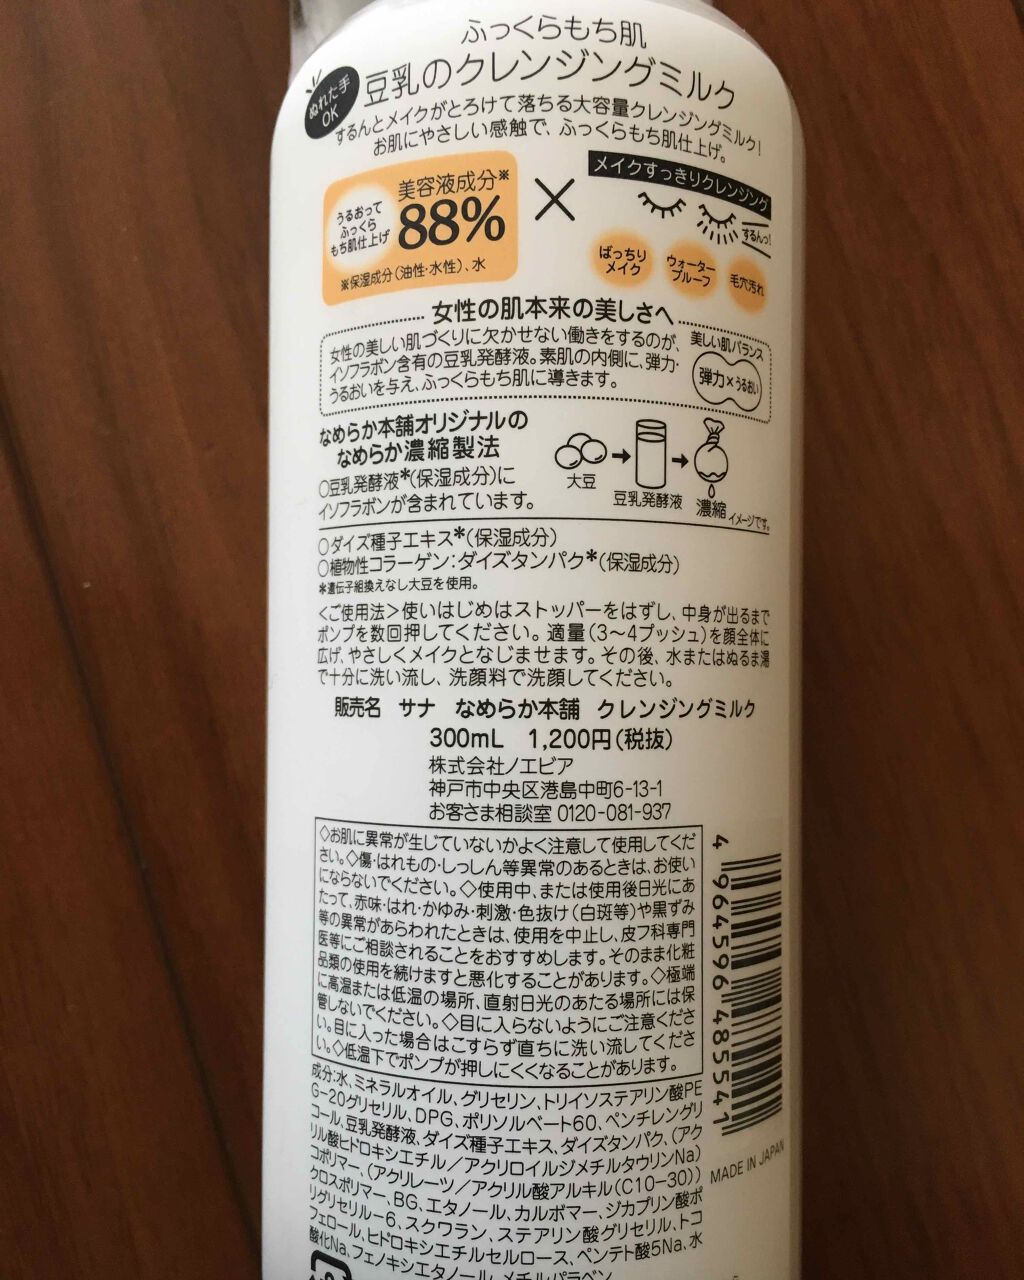 ふっくらもち肌
豆乳のクレンジングミルク
ぬれた手
OK
するんとメイクがとろけて落ちる大容量クレンジングミルク!
お肌にやさしい感触で、ふっくらもち肌仕上げ。
うるおって
ふっくら
もち肌仕上げ
美容液成分※
88%
※保湿成分(油性・水性)、水
×
メイクすっきりクレンジング
するんっ!
ばっちり
メイク
ウォーター
プルーフ
毛穴汚れ
女性の肌本来の美しさへ
女性の美しい肌づくりに欠かせない働きをするのが、
イソフラボン含有の豆乳発酵液。素肌の内側に、弾力・
うるおいを与え、ふっくらもち肌に導きます。
美しい肌バランス
弾力×うるおい
なめらか本舗オリジナルの
なめらか濃縮製法
○豆乳発酵液*(保湿成分)に
イソフラボンが含まれています。
大豆
豆乳発酵液
濃縮
イメージです。
○ダイズ種子エキス*(保湿成分)
○植物性コラーゲン:ダイズタンパク*(保湿成分)
*遺伝子組換えなし大豆を使用。
<ご使用法>使いはじめはストッパーをはずし、中身が出るまで
ポンプを数回押してください。適量(3〜4プッシュ)を顔全体に
広げ、やさしくメイクとなじませます。その後、水またはぬるま湯
で十分に洗い流し、洗顔料で洗顔してください。
販売名 サナ なめらか本舗 クレンジングミルク
300mL 1,200円(税抜)
株式会社ノエビア
神戸市中央区港島中町6-13-1
お客さま相談室 0120-081-937
◇お肌に異常が生じていないかよく注意して使用してくだ
さい。◇傷・はれもの・しっしん等異常のあるときは、お使い
にならないでください。◇使用中、または使用後日光にあ
たって、赤味・はれ・かゆみ・刺激・色抜け(白斑等)や黒ずみ
等の異常があらわれたときは、使用を中止し、皮フ科専門
医等にご相談されることをおすすめします。そのまま化粧
品類の使用を続けますと悪化することがあります。◇極端
に高温または低温の場所、直射日光のあたる場所には保
管しないでください。◇目に入らないようにご注意くださ
い。目に入った場合はこすらず直ちに洗い流してくださ
い。◇低温下でポンプが押しにくくなることがあります。
4 964596 485541
MADE IN JAPAN
成分:水、ミネラルオイル、グリセリン、トリイソステアリン酸PE
G-20グリセリル、DPG、ポリソルベート60、ペンチレングリ
コール、豆乳発酵液、ダイズ種子エキス、ダイズタンパク、(アク
リル酸ヒドロキシエチル/アクリロイルジメチルタウリンNa)
コポリマー、(アクリレーツ/アクリル酸アルキル(C10-30))
クロスポリマー、BG、エタノール、カルボマー、ジカプリン酸ポ
リグリセリル-6、スクワラン、ステアリン酸グリセリル、トコ
フェロール、ヒドロキシエチルセルロース、ペンテト酸5Na、水
酸化Na、フェノキシエタノール、メチルパラベン